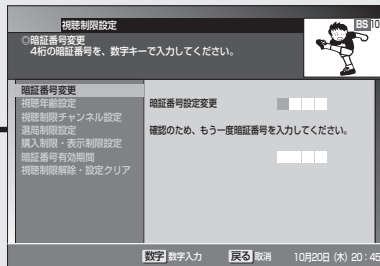 視聴制限設定
BS 10
◎暗証番号変更
4桁の暗証番号を、数字キーで入力してください。
暗証番号変更
視聴年齢設定
視聴制限チャンネル設定
選局制限設定
購入制限・表示制限設定
暗証番号有効期間
視聴制限解除・設定クリア
暗証番号設定変更
確認のため、もう一度暗証番号を入力してください。
数字 数字入力 戻る 取消 10月20日 (木) 20:45